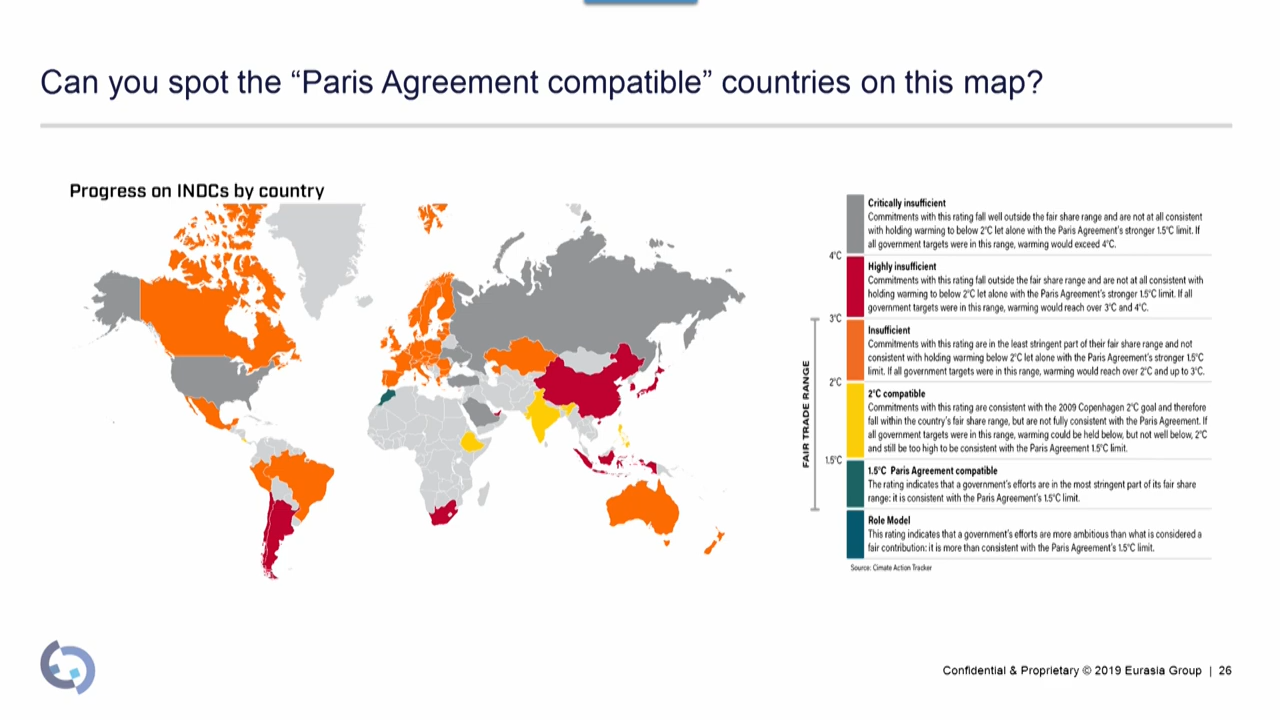 Can you spot the “Paris Agreement compatible” countries on this map?
Progress on INDCs by country
Critically insufficient
Commitments with this rating fall well outside the fair share range and are not at all consistent
with holding warming to below 2°C let alone with the Paris Agreement's stronger 1.5°C limit. If
all government targets were in this range, warming would exceed 4°C.
4°C
Highly insufficient
Commitments with this rating fall outside the fair share range and are not at all consistent with
holding warming to below 2°C let alone with the Paris Agreement's stronger 1.5°C limit. If all
government targets were in this range, warming would reach over 3°C and 4°C.
3°C
Insufficient
Commitments with this rating are in the least stringent part of their fair share range and not
consistent with holding warming below 2°C let alone with the Paris Agreement's stronger 1.5°C
limit. If all government targets were in this range, warming would reach over 2°C and up to 3°C.
2°C
2°C compatible
Commitments with this rating are consistent with the 2009 Copenhagen 2°C goal and therefore
fall within the country's fair share range, but are not fully consistent with the Paris Agreement. If
all government targets were in this range, warming could be held below, but not well below, 2°C
and still be too high to be consistent with the Paris Agreement 1.5°C limit.
1.5°C
1.5°C Paris Agreement compatible
The rating indicates that a government's efforts are in the most stringent part of its fair share
range: it is consistent with the Paris Agreement's 1.5°C limit.
Role Model
This rating indicates that a government's efforts are more ambitious than what is considered a
fair contribution: it is more than consistent with the Paris Agreement's 1.5°C limit.
FAIR TRADE RANGE
Source: Cimate Action Tracker
Confidential & Proprietary © 2019 Eurasia Group | 26